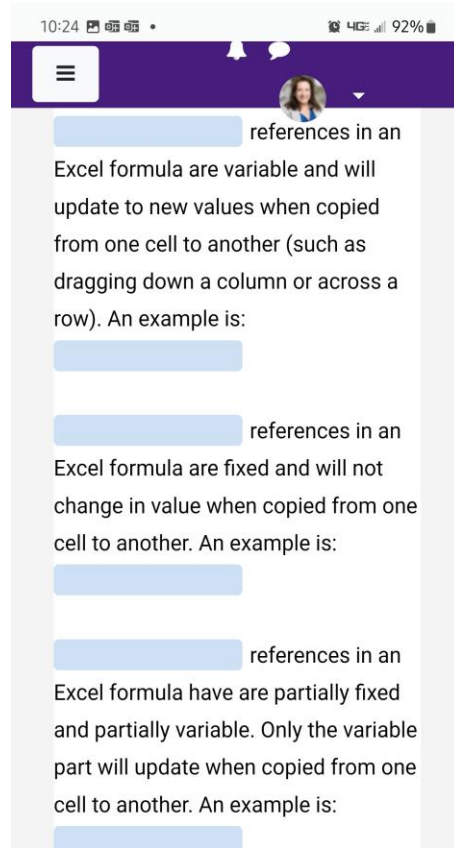 10:24
4GE 92%
references in an
Excel formula are variable and will
update to new values when copied
from one cell to another (such as
dragging down a column or across a
row). An example is:
references in an
Excel formula are fixed and will not
change in value when copied from one
cell to another. An example is:
references in an
Excel formula have are partially fixed
and partially variable. Only the variable
part will update when copied from one
cell to another. An example is: